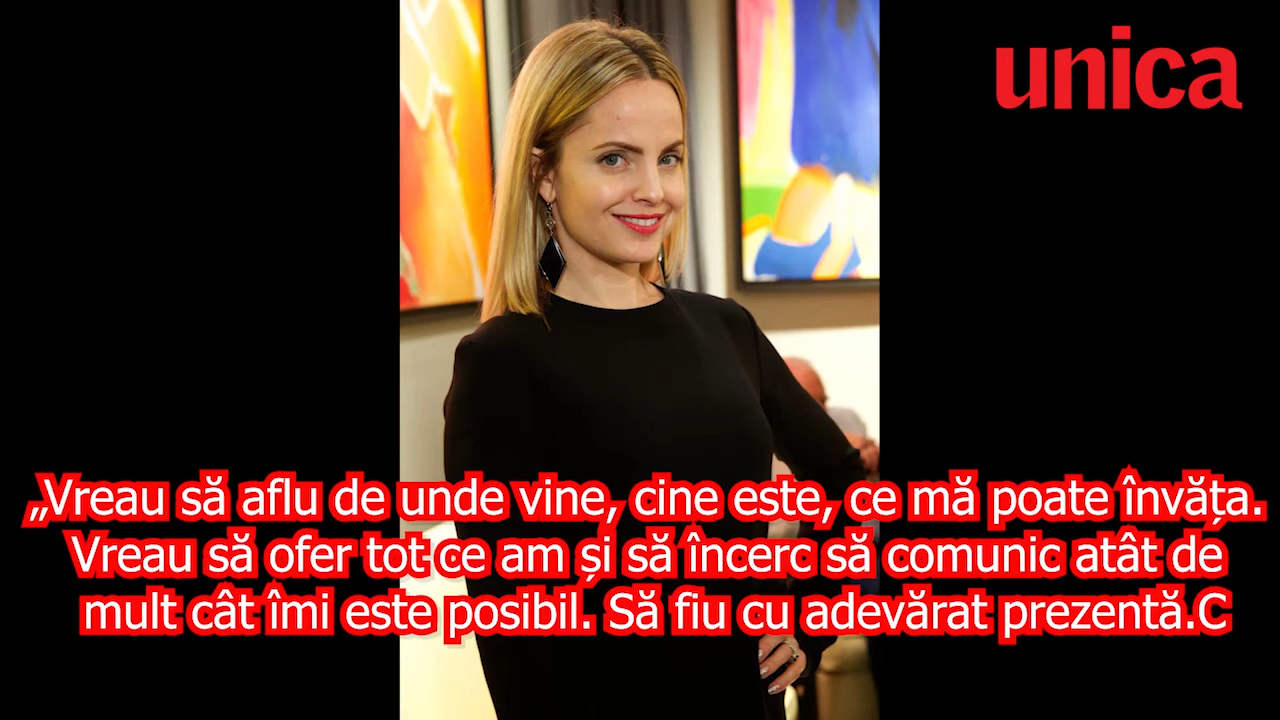 unica
„Vreau să aflu de unde vine, cine este, ce mă poate învăța.
Vreau să ofer tot ce am și să încerc să comunic atât de
mult cât îmi este posibil. Să fiu cu adevărat prezentă.C